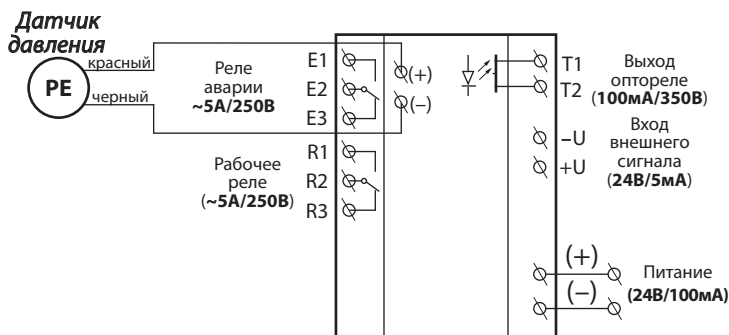 Датчик
давления
PE
красный
черный
Реле
аварии
~5А/250В
E1
E2
E3
(+)
(−)
Рабочее
реле
(~5А/250В)
R1
R2
R3
T1
T2
Выход
оптореле
(100мА/350В)
−U
+U
Вход
внешнего
сигнала
(24В/5мА)
(+)
(−)
Питание
(24В/100мА)